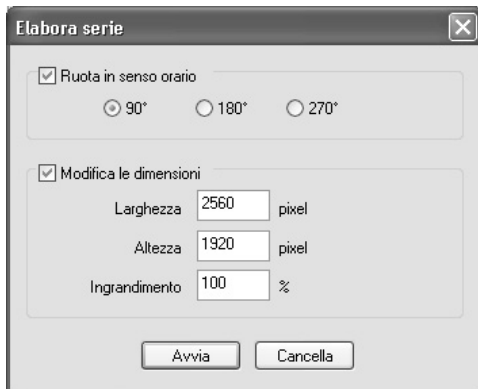 Elabora serie
Ruota in senso orario
90° 180° 270°
Modifica le dimensioni
Larghezza 2560 pixel
Altezza 1920 pixel
Ingrandimento 100 %
Avvia Cancella